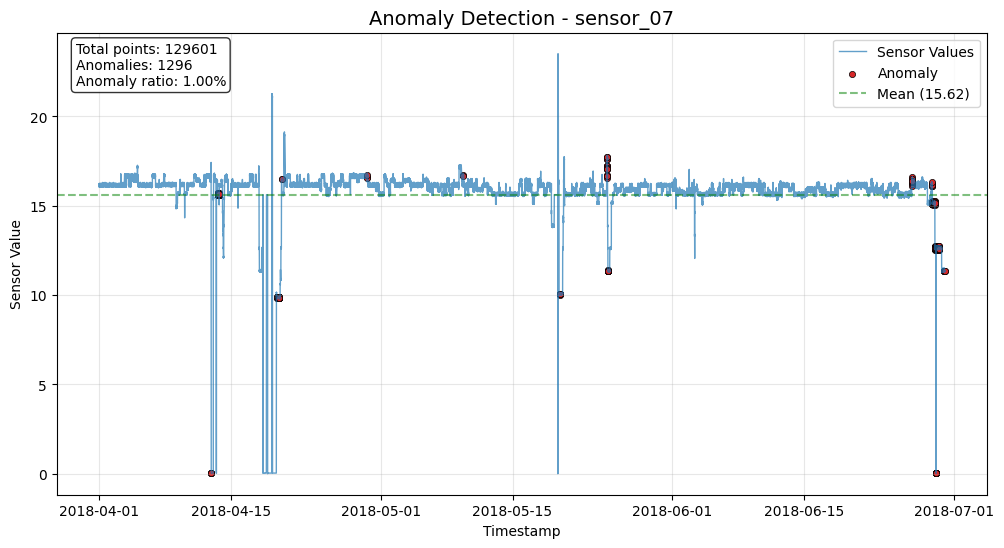 Anomaly Detection - sensor_07
Total points: 129601
Anomalies: 1296
Anomaly ratio: 1.00%
Sensor Values
Anomaly
Mean (15.62)
Sensor Value
20
15
10
5
0
2018-04-01
2018-04-15
2018-05-01
2018-05-15
2018-06-01
2018-06-15
2018-07-01
Timestamp